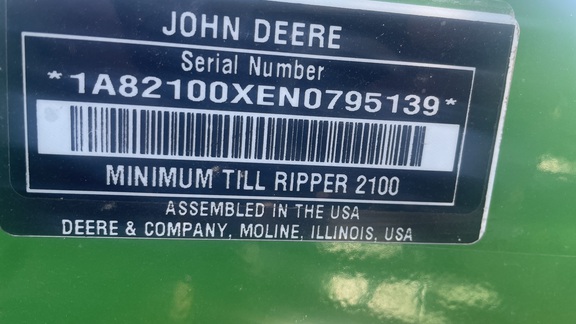 JOHN DEERE
Serial Number
*1A82100XEN0795139*
MINIMUM TILL RIPPER 2100
ASSEMBLED IN THE USA
DEERE & COMPANY, MOLINE, ILLINOIS, USA